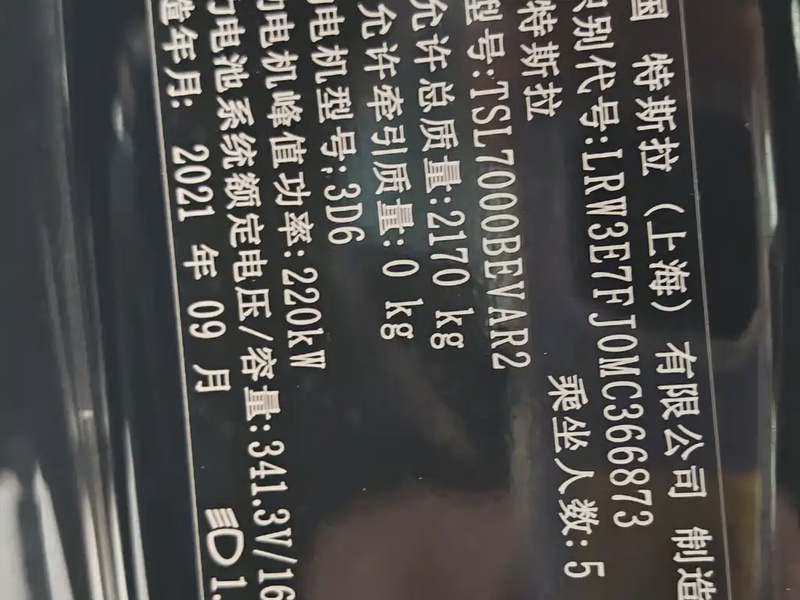 国 特斯拉 (上海) 有限公司 制造
识别代号:LRW3E7FJ0MC366873
特斯拉 乘坐人数:5
型号:TSL7000BEVAR2
允许总质量:2170 kg
允许牵引质量:0 kg
电机型号:3D6
电机峰值功率:220kW
力电池系统额定电压/容量:341.3V/16
造年月: 2021 年 09 月 1.